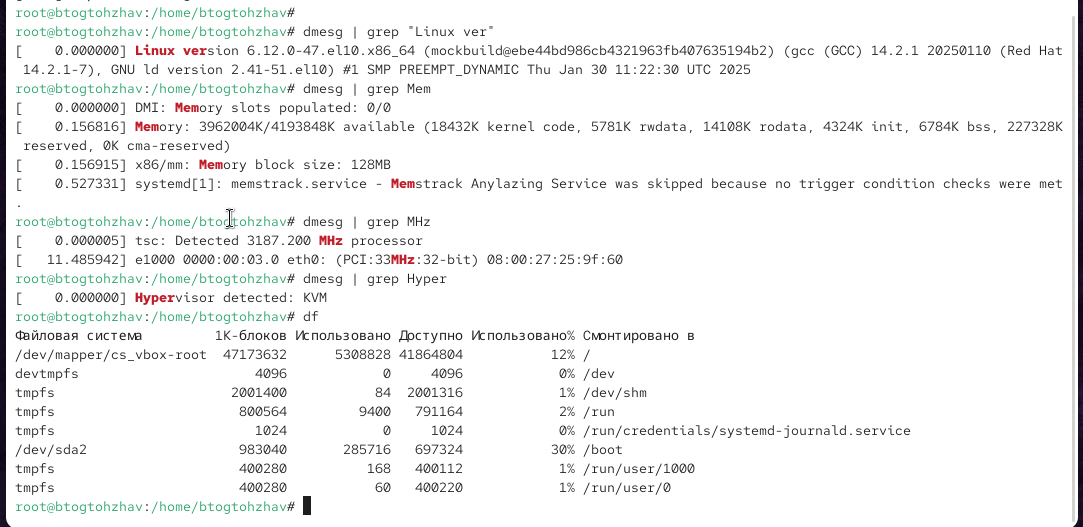 root@btogtohzhav:/home/btogtohzhav#
root@btogtohzhav:/home/btogtohzhav# dmesg | grep "Linux ver"
[    0.000000] Linux version 6.12.0-47.el10.x86_64 (mockbuild@ebe44bd986cb4321963fb407635194b2) (gcc (GCC) 14.2.1 20250110 (Red Hat
 14.2.1-7), GNU ld version 2.41-51.el10) #1 SMP PREEMPT_DYNAMIC Thu Jan 30 11:22:30 UTC 2025
root@btogtohzhav:/home/btogtohzhav# dmesg | grep Mem
[    0.000000] DMI: Memory slots populated: 0/0
[    0.156816] Memory: 3962004K/4193848K available (18432K kernel code, 5781K rwdata, 14108K rodata, 4324K init, 6784K bss, 227328K
 reserved, 0K cma-reserved)
[    0.156915] x86/mm: Memory block size: 128MB
[    0.527331] systemd[1]: memstrack.service - Memstrack Anylazing Service was skipped because no trigger condition checks were met
.
root@btogtohzhav:/home/btogtohzhav# dmesg | grep MHz
[    0.000005] tsc: Detected 3187.200 MHz processor
[   11.485942] e1000 0000:00:03.0 eth0: (PCI:33MHz:32-bit) 08:00:27:25:9f:60
root@btogtohzhav:/home/btogtohzhav# dmesg | grep Hyper
[    0.000000] Hypervisor detected: KVM
root@btogtohzhav:/home/btogtohzhav# df
Файловая система         1K-блоков Использовано Доступно Использовано% Смонтировано в
/dev/mapper/cs_vbox-root  47173632      5308828 41864804           12% /
devtmpfs                      4096            0     4096            0% /dev
tmpfs                      2001400           84  2001316            1% /dev/shm
tmpfs                       800564         9400   791164            2% /run
tmpfs                         1024            0     1024            0% /run/credentials/systemd-journald.service
/dev/sda2                   983040       285716   697324           30% /boot
tmpfs                       400280          168   400112            1% /run/user/1000
tmpfs                       400280           60   400220            1% /run/user/0
root@btogtohzhav:/home/btogtohzhav#